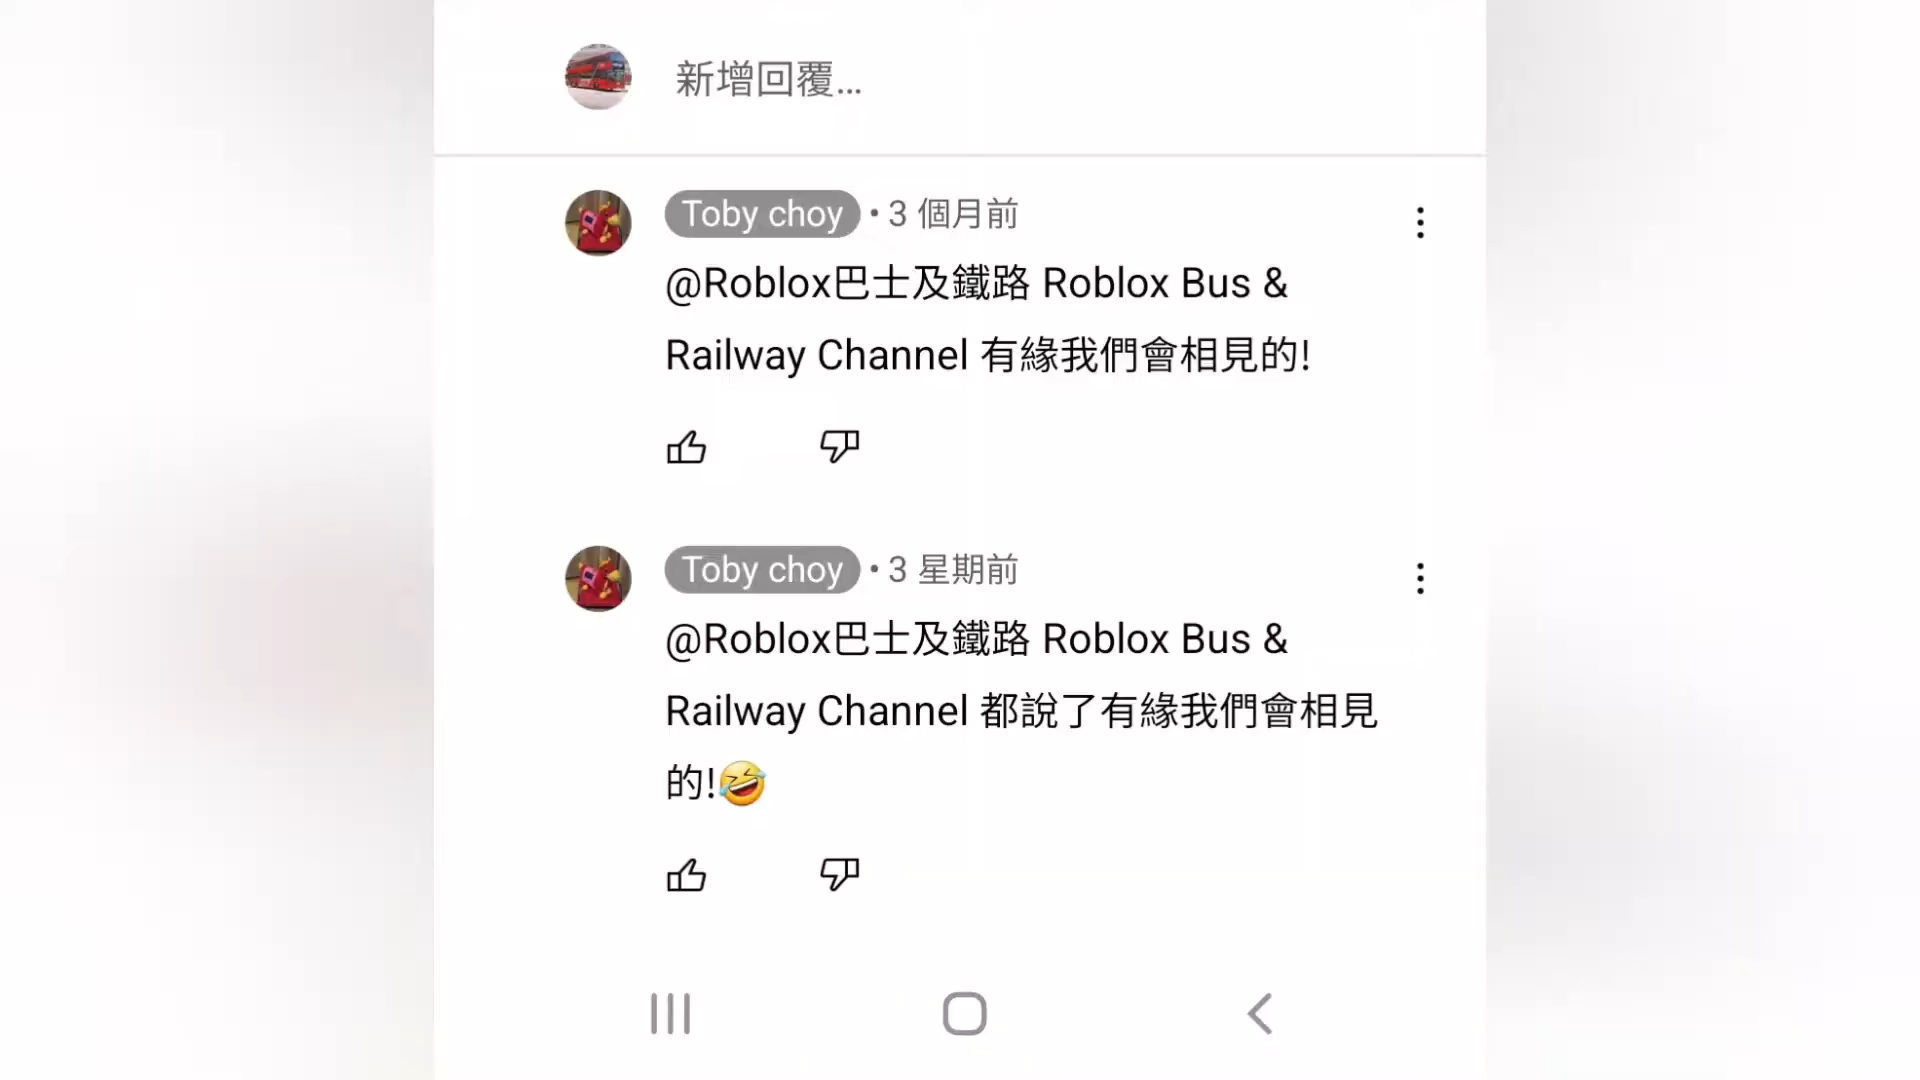 新增回覆...
Toby choy • 3 個月前
@Roblox巴士及鐵路 Roblox Bus &
Railway Channel 有緣我們會相見的!
Toby choy • 3 星期前
@Roblox巴士及鐵路 Roblox Bus &
Railway Channel 都說了有緣我們會相見
的!🤣